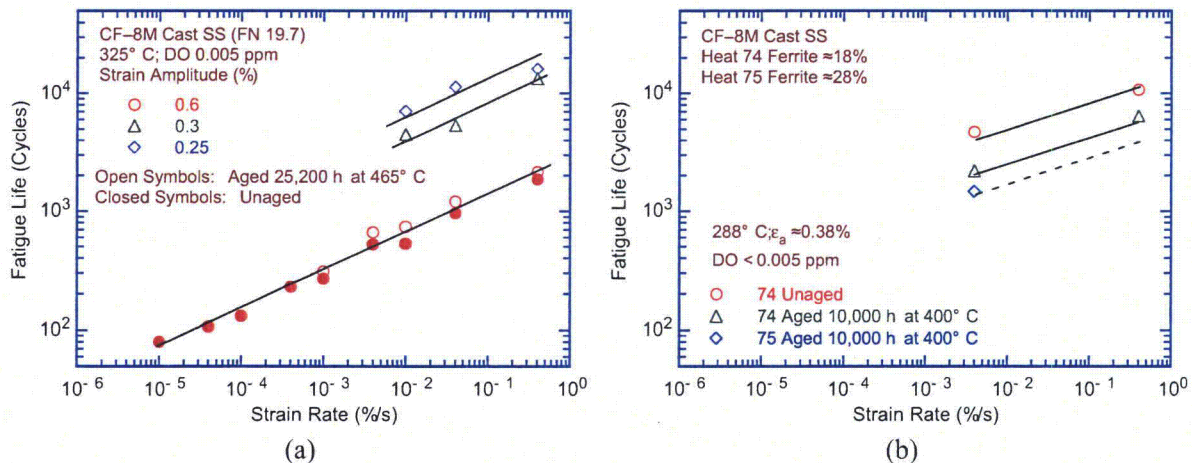 CF–8M Cast SS (FN 19.7)
325° C; DO 0.005 ppm
Strain Amplitude (%)
0.6
0.3
0.25
Open Symbols: Aged 25,200 h at 465° C
Closed Symbols: Unaged
Fatigue Life (Cycles)
10^4
10^3
10^2
10^-6 10^-5 10^-4 10^-3 10^-2 10^-1 10^0
Strain Rate (%/s)
(a)
CF–8M Cast SS
Heat 74 Ferrite ≈18%
Heat 75 Ferrite ≈28%
288° C;ε_a ≈0.38%
DO < 0.005 ppm
74 Unaged
74 Aged 10,000 h at 400° C
75 Aged 10,000 h at 400° C
Fatigue Life (Cycles)
10^4
10^3
10^2
10^-6 10^-5 10^-4 10^-3 10^-2 10^-1 10^0
Strain Rate (%/s)
(b)